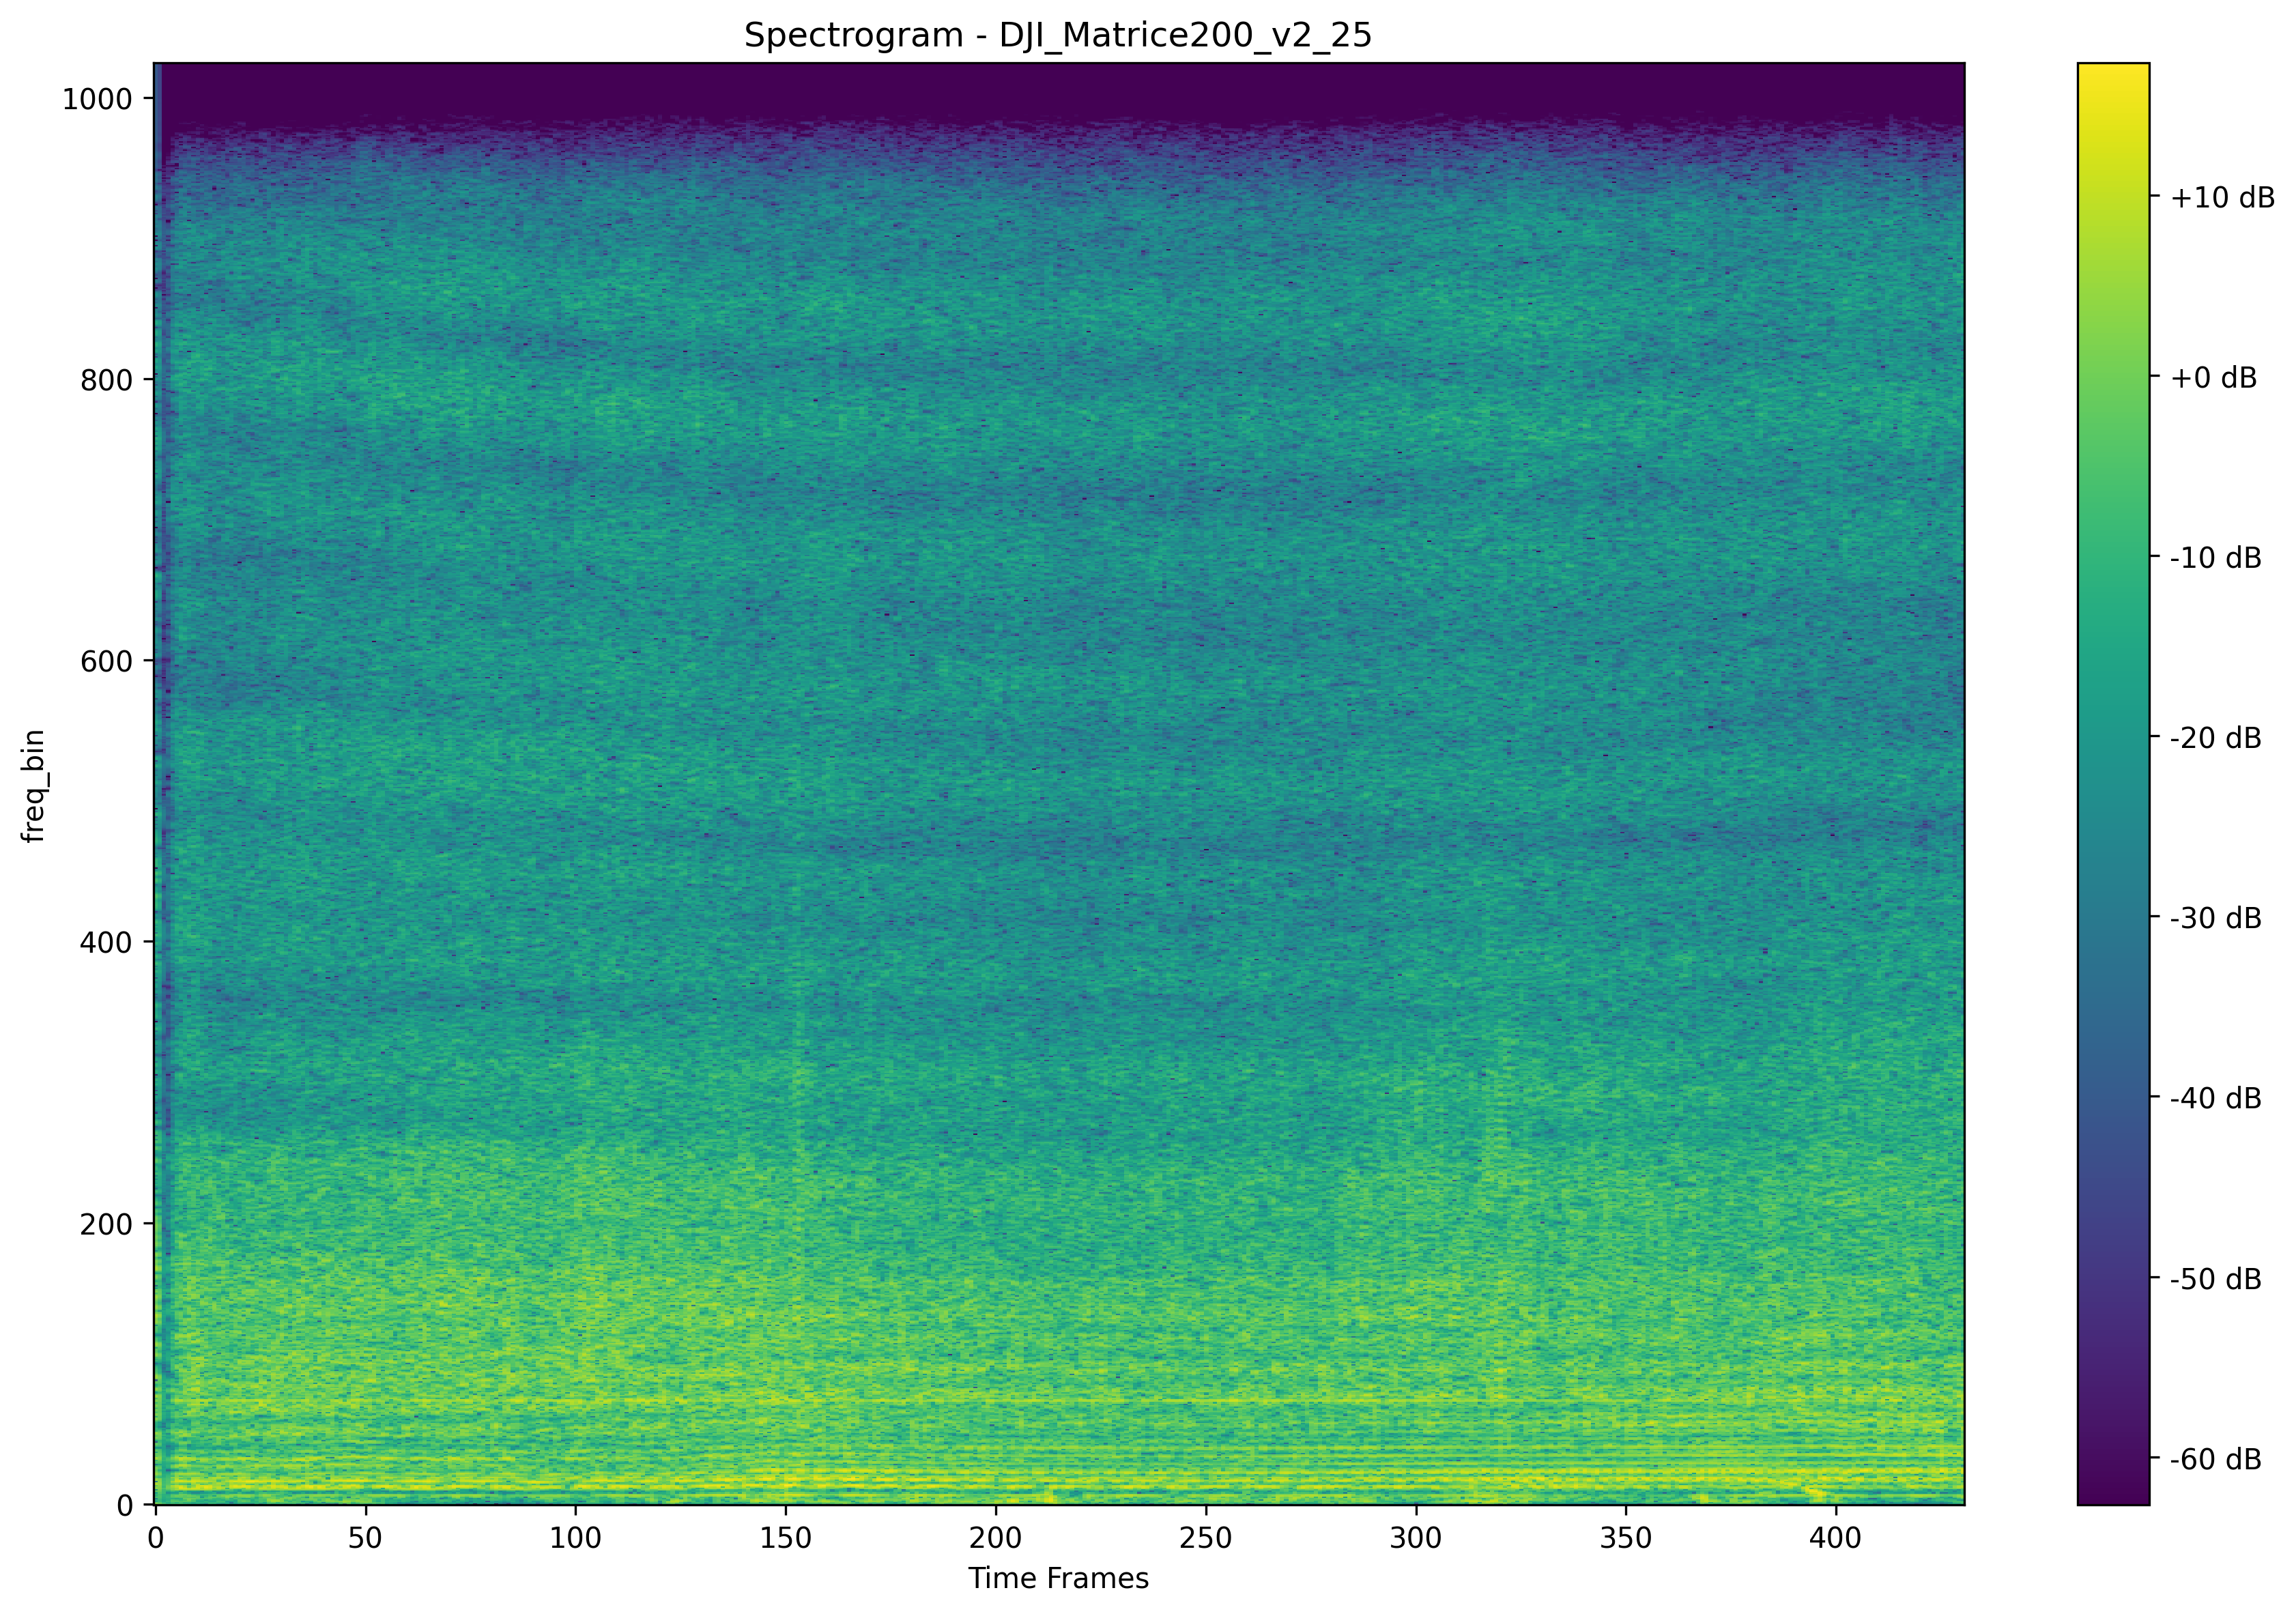 Spectrogram - DJI_Matrice200_v2_25
freq_bin
1000
800
600
400
200
0
0 50 100 150 200 250 300 350 400
Time Frames
+10 dB
+0 dB
-10 dB
-20 dB
-30 dB
-40 dB
-50 dB
-60 dB